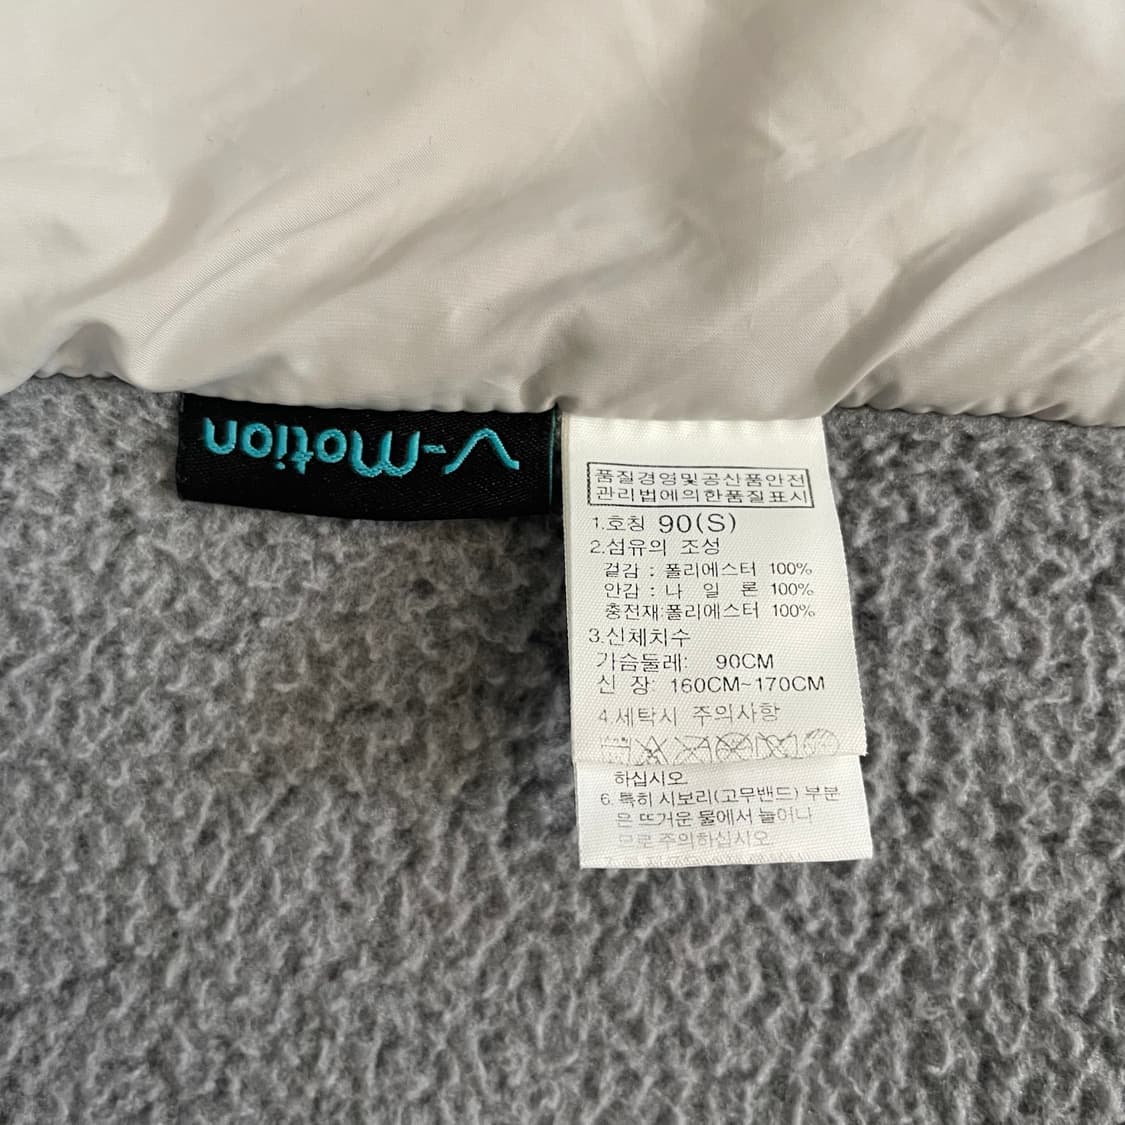 V-Motion
품질경영및공산품안전
관리법에의한품질표시
1.호칭 90(S)
2.섬유의 조성
겉감 : 폴리에스터 100%
안감 : 나 일 론 100%
충전재:폴리에스터 100%
3.신체치수
가슴둘레: 90CM
신 장: 160CM~170CM
4.세탁시 주의사항
하십시오.
6.특히 시보리(고무밴드) 부분
은 뜨거운 물에서 늘어나
므로 주의하십시오.